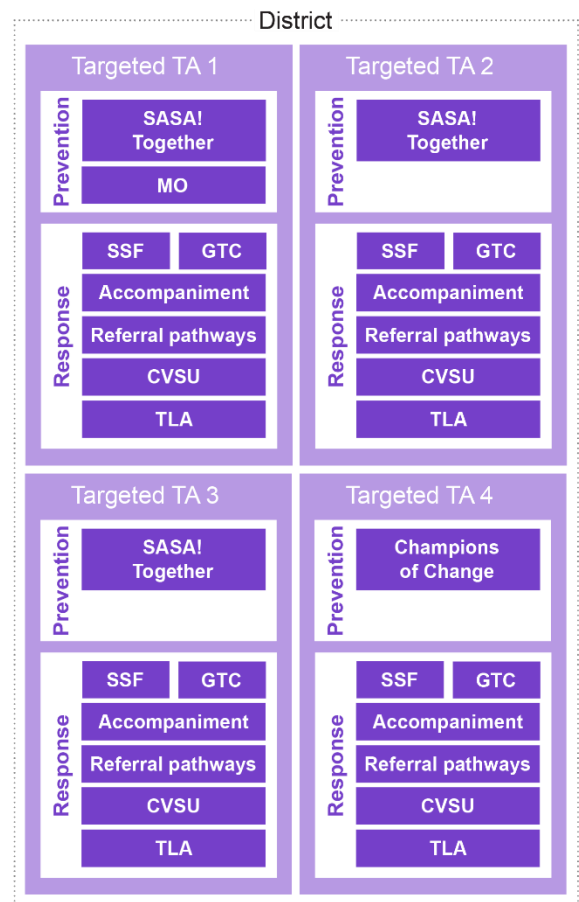 District
Targeted TA 1
Prevention
SASA!
Together
MO
Response
SSF
GTC
Accompaniment
Referral pathways
CVSU
TLA
Targeted TA 2
Prevention
SASA!
Together
Response
SSF
GTC
Accompaniment
Referral pathways
CVSU
TLA
Targeted TA 3
Prevention
SASA!
Together
Response
SSF
GTC
Accompaniment
Referral pathways
CVSU
TLA
Targeted TA 4
Prevention
Champions
of Change
Response
SSF
GTC
Accompaniment
Referral pathways
CVSU
TLA